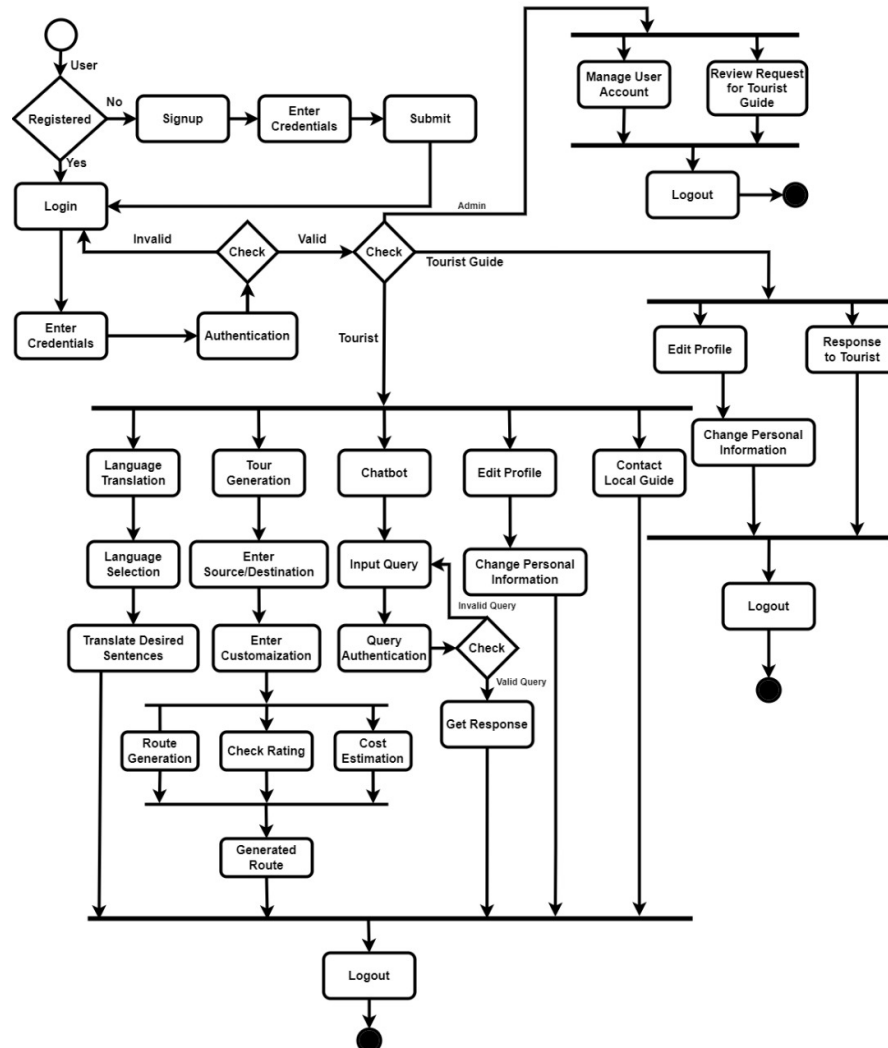 User
Registered
No
Yes
Signup
Enter
Credentials
Submit
Login
Invalid
Check
Valid
Check
Enter
Credentials
Authentication
Admin
Manage User
Account
Review Request
for Tourist
Guide
Logout
Tourist Guide
Edit Profile
Response
to Tourist
Change Personal
Information
Logout
Tourist
Language
Translation
Language
Selection
Translate Desired
Sentences
Tour
Generation
Enter
Source/Destination
Enter
Customaization
Route
Generation
Check Rating
Cost
Estimation
Generated
Route
Chatbot
Input Query
Query
Authentication
Invalid Query
Check
Valid Query
Get Response
Edit Profile
Change Personal
Information
Contact
Local Guide
Logout